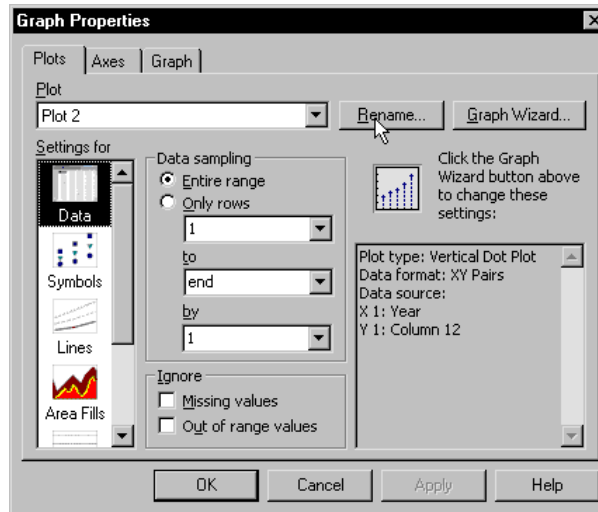 Graph Properties
Plots Axes Graph
Plot
Plot 2
Rename... Graph Wizard...
Settings for
Data
Symbols
Lines
Area Fills
Data sampling
Entire range
Only rows
1
to
end
by
1
Ignore
Missing values
Out of range values
Click the Graph
Wizard button above
to change these
settings:
Plot type: Vertical Dot Plot
Data format: XY Pairs
Data source:
X 1: Year
Y 1: Column 12
OK Cancel Apply Help